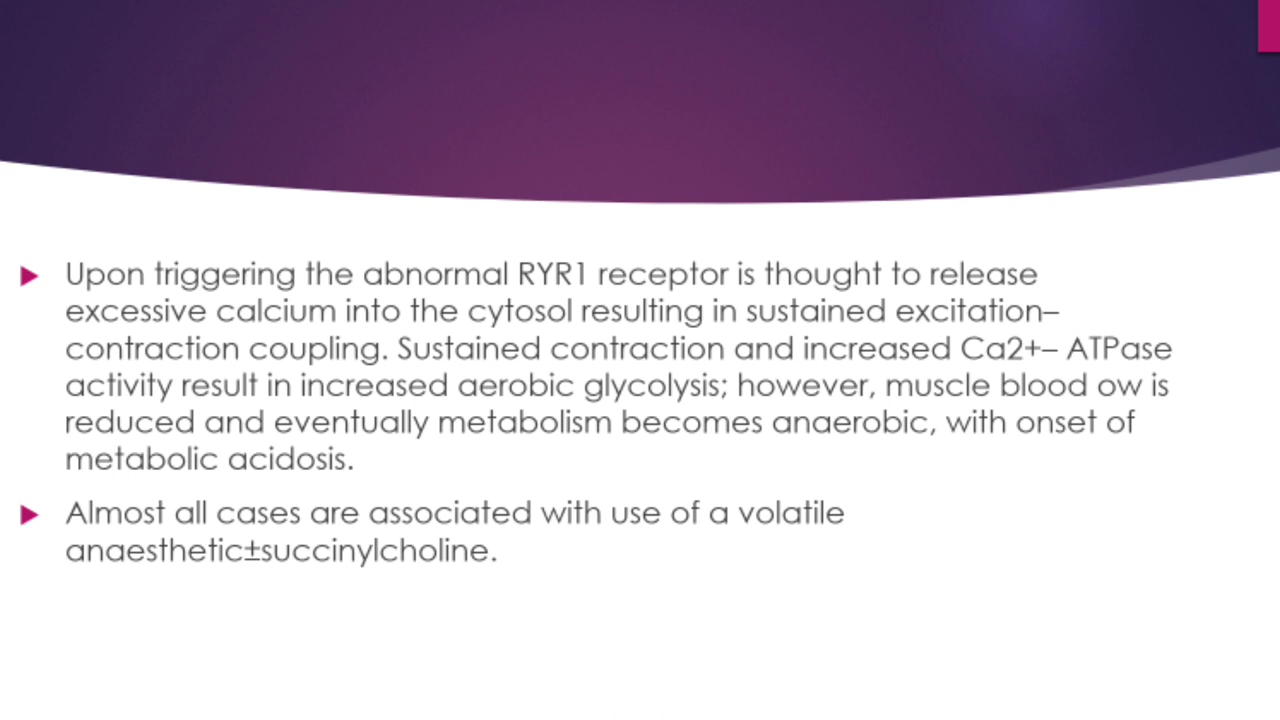 Upon triggering the abnormal RYR1 receptor is thought to release
excessive calcium into the cytosol resulting in sustained excitation–
contraction coupling. Sustained contraction and increased Ca2+– ATPase
activity result in increased aerobic glycolysis; however, muscle blood ow is
reduced and eventually metabolism becomes anaerobic, with onset of
metabolic acidosis.
Almost all cases are associated with use of a volatile
anaesthetic±succinylcholine.